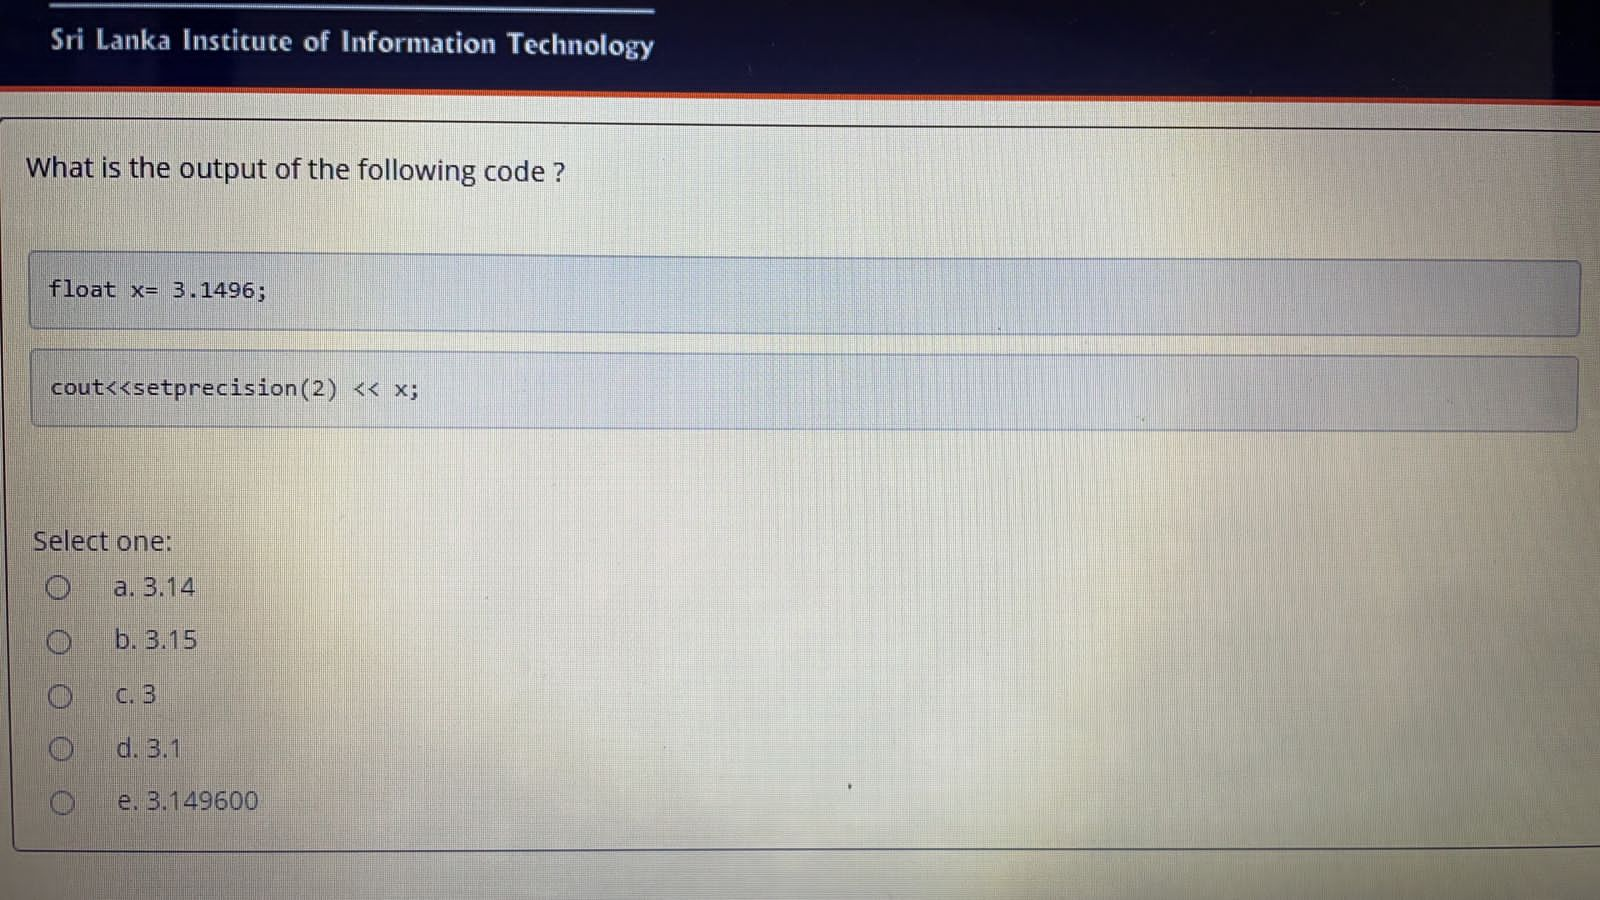 Sri Lanka Institute of Information Technology
What is the output of the following code ?
float x= 3.1496;
cout<<setprecision(2) << x;
Select one:
a. 3.14
b. 3.15
c. 3
d. 3.1
e. 3.149600